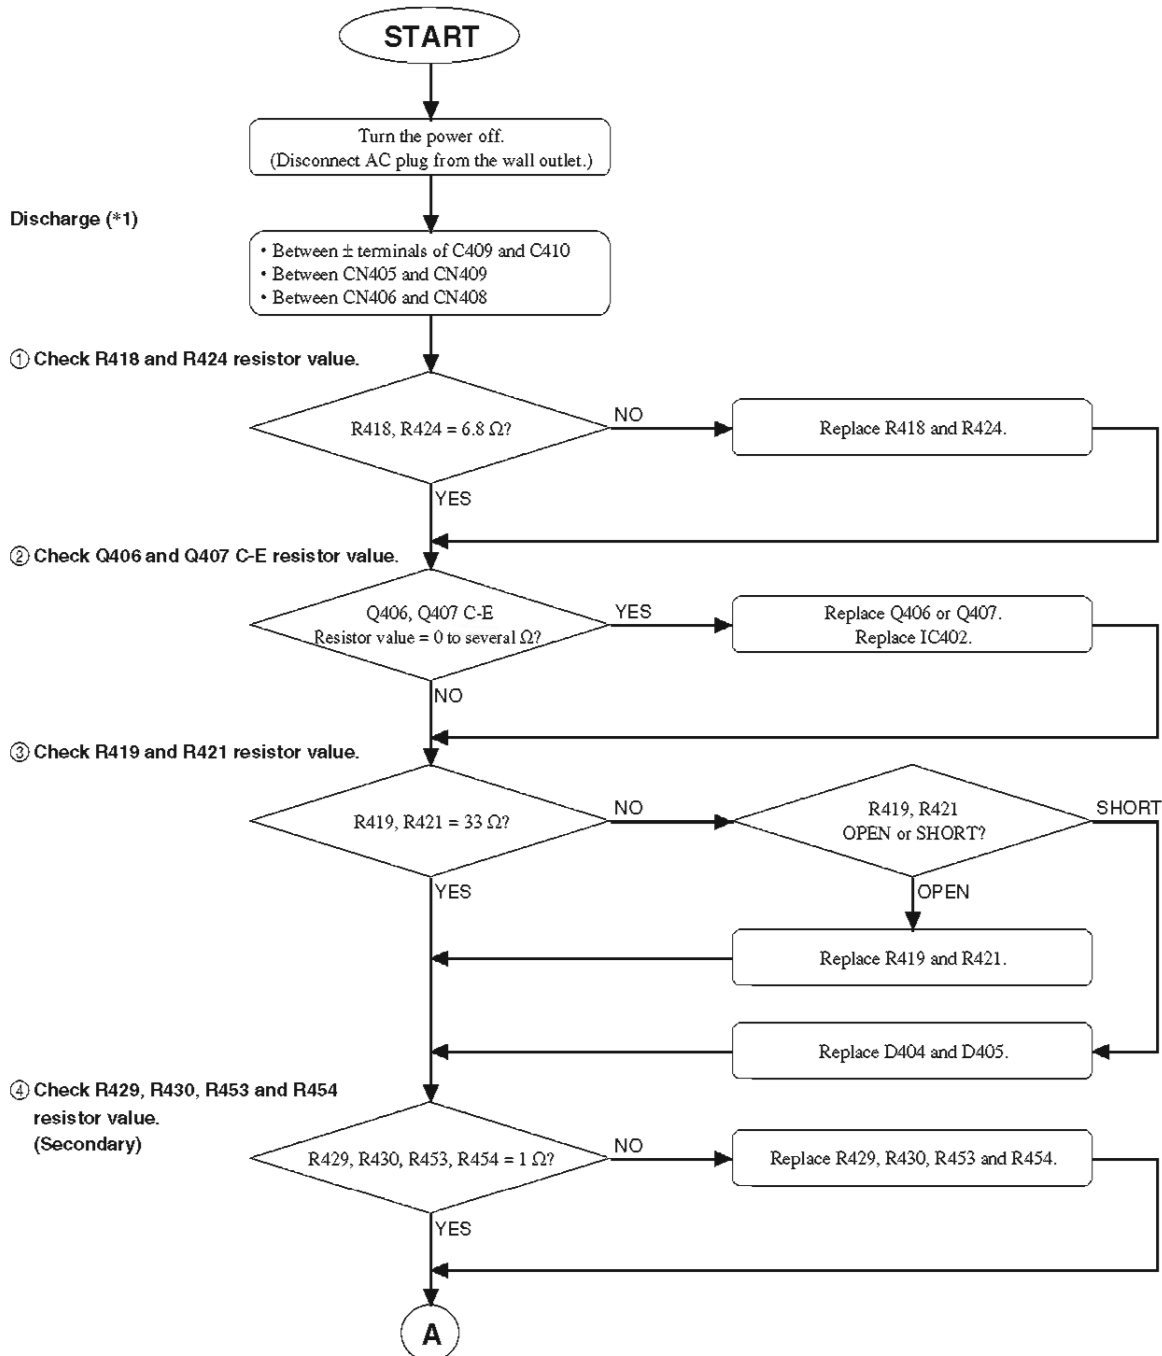 START
Turn the power off.
(Disconnect AC plug from the wall outlet.)
Discharge (*1)
• Between ± terminals of C409 and C410
• Between CN405 and CN409
• Between CN406 and CN408
① Check R418 and R424 resistor value.
R418, R424 = 6.8 Ω?
NO
Replace R418 and R424.
YES
② Check Q406 and Q407 C-E resistor value.
Q406, Q407 C-E
Resistor value = 0 to several Ω?
YES
Replace Q406 or Q407.
Replace IC402.
NO
③ Check R419 and R421 resistor value.
R419, R421 = 33 Ω?
NO
R419, R421
OPEN or SHORT?
SHORT
YES
OPEN
Replace R419 and R421.
Replace D404 and D405.
④ Check R429, R430, R453 and R454
resistor value.
(Secondary)
R429, R430, R453, R454 = 1 Ω?
NO
Replace R429, R430, R453 and R454.
YES
A